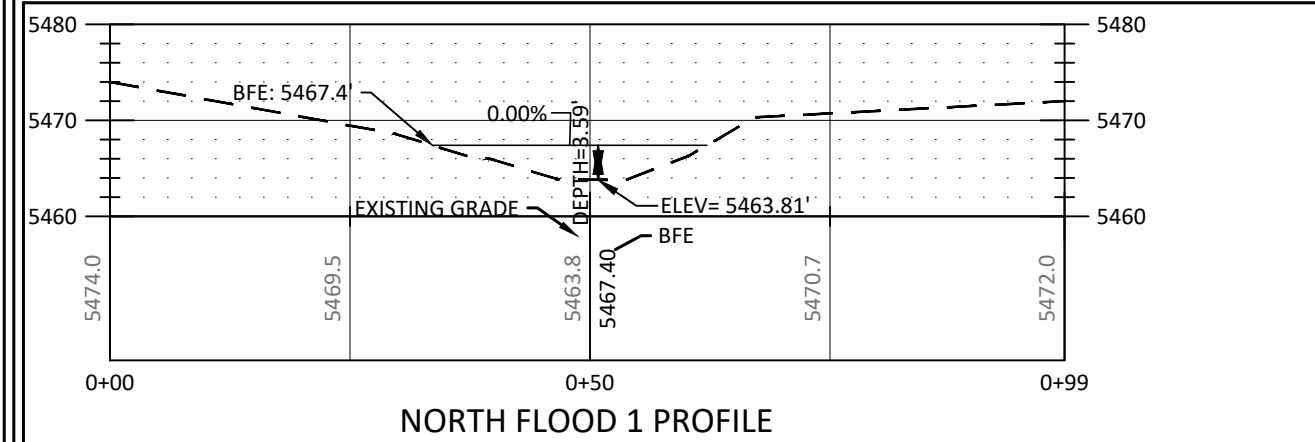 5480
5480
BFE: 5467.4'
0.00%
5470
5470
DEPTH=3.59'
5460
EXISTING GRADE
ELEV= 5463.81'
5460
BFE
5474.0
5469.5
5463.8
5467.40
5470.7
5472.0
0+00
0+50
0+99
NORTH FLOOD 1 PROFILE